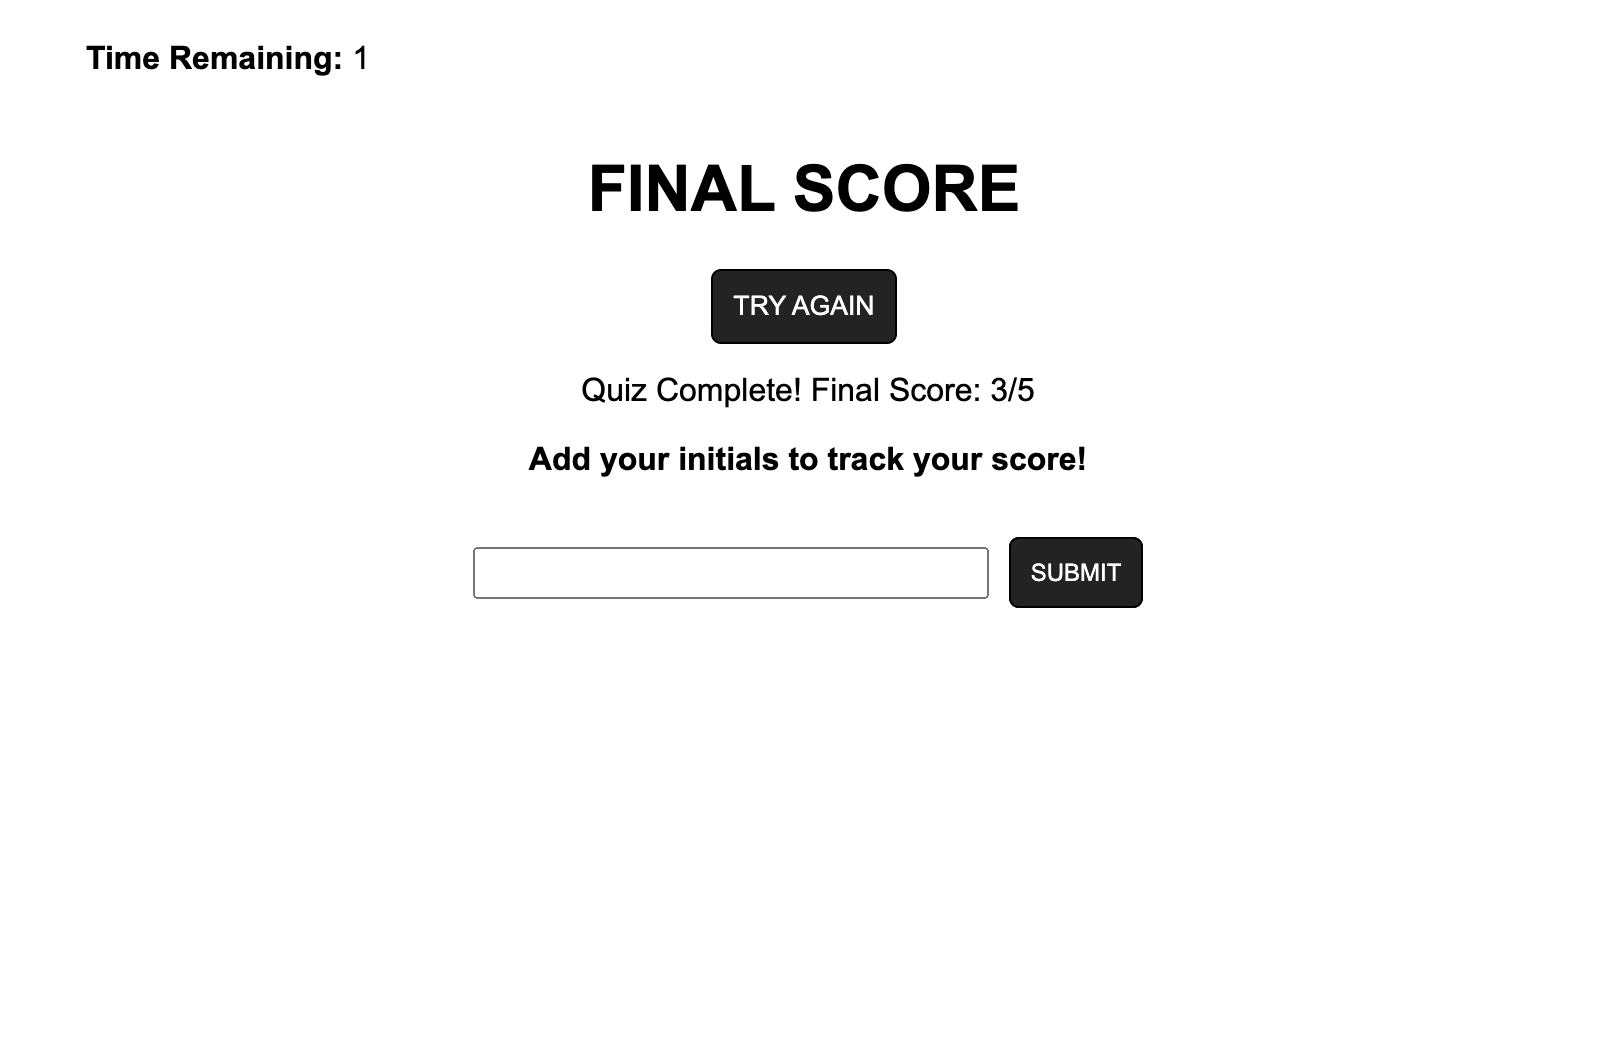 Time Remaining: 1
FINAL SCORE
TRY AGAIN
Quiz Complete! Final Score: 3/5
Add your initials to track your score!
SUBMIT